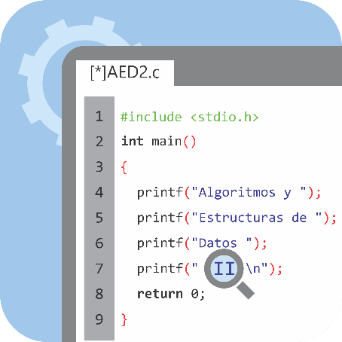 [*]AED2.c
1 #include <stdio.h>
2 int main()
3 {
4 printf("Algoritmos y ");
5 printf("Estructuras de ");
6 printf("Datos ");
7 printf(" II \n");
8 return 0;
9 }